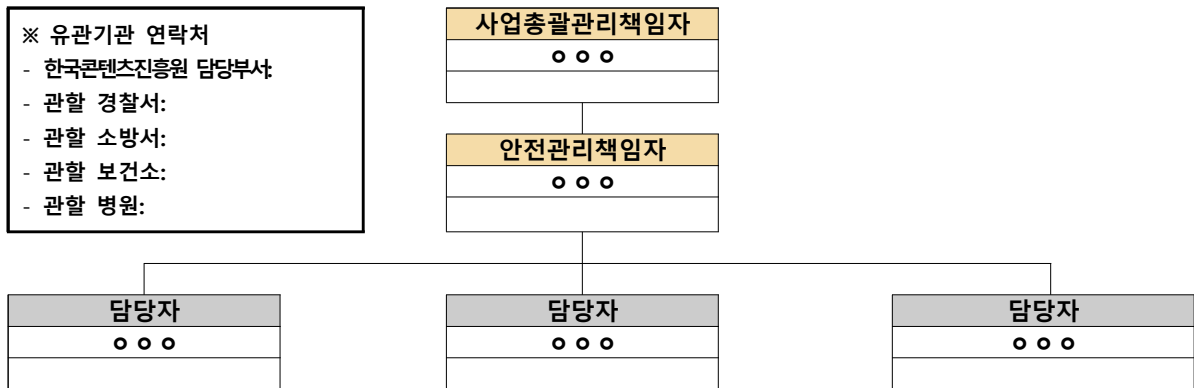 ※ 유관기관 연락처
- 한국콘텐츠진흥원 담당부서:
- 관할 경찰서:
- 관할 소방서:
- 관할 보건소:
- 관할 병원:
사업총괄관리책임자
ㅇㅇㅇ
안전관리책임자
ㅇㅇㅇ
담당자
ㅇㅇㅇ
담당자
ㅇㅇㅇ
담당자
ㅇㅇㅇ